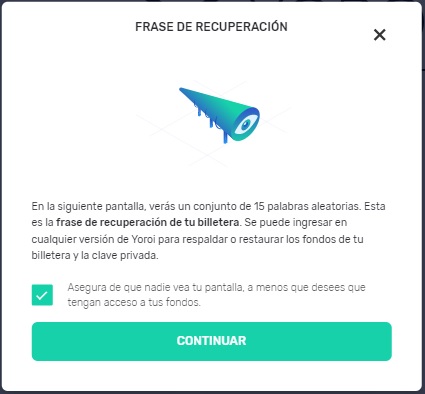 FRASE DE RECUPERACIÓN
En la siguiente pantalla, verás un conjunto de 15 palabras aleatorias. Esta
es la frase de recuperación de tu billetera. Se puede ingresar en
cualquier versión de Yoroi para respaldar o restaurar los fondos de tu
billetera y la clave privada.
Asegura de que nadie vea tu pantalla, a menos que desees que
tengan acceso a tus fondos.
CONTINUAR